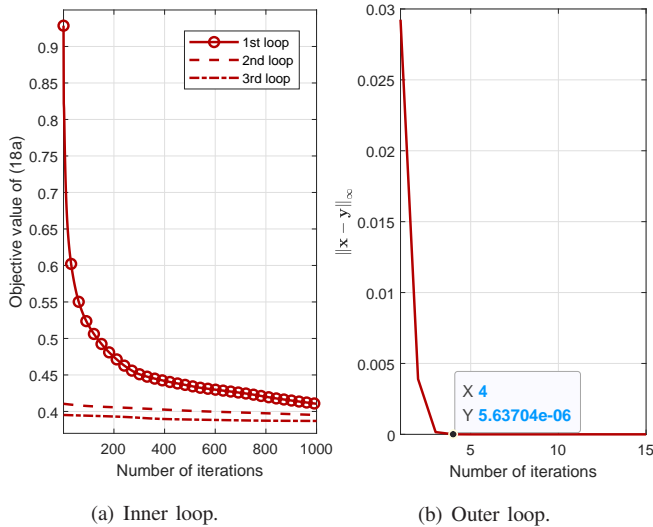 Objective value of (18a)
0.9
0.85
0.8
0.75
0.7
0.65
0.6
0.55
0.5
0.45
0.4
1st loop
2nd loop
3rd loop
200 400 600 800 1000
Number of iterations
(a) Inner loop.
‖x − y‖∞
0.03
0.025
0.02
0.015
0.01
0.005
0
X 4
Y 5.63704e-06
5 10 15
Number of iterations
(b) Outer loop.